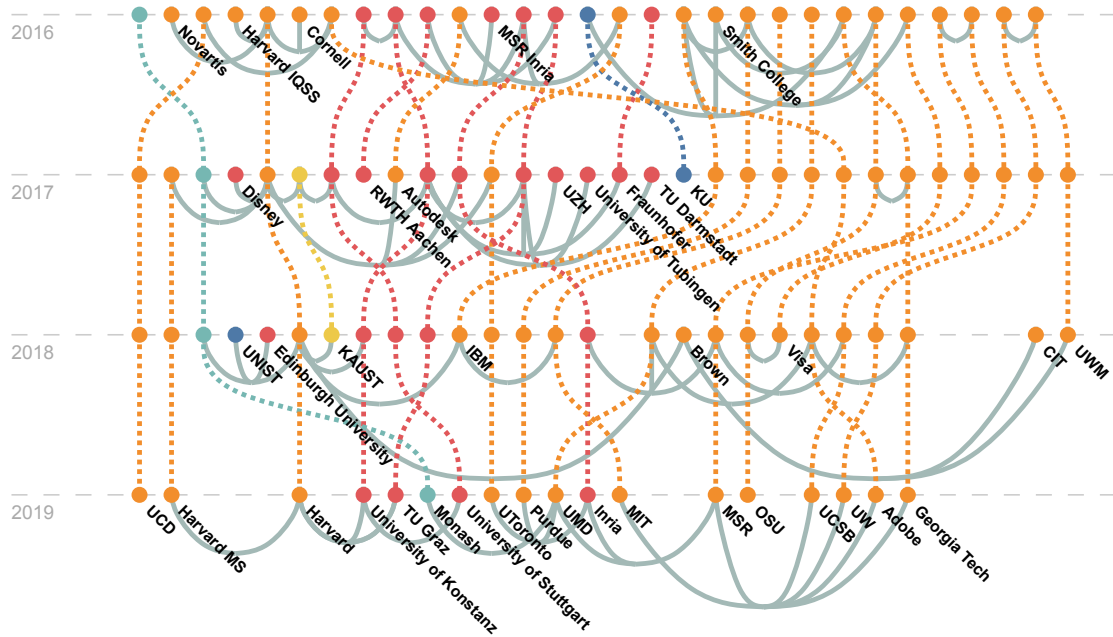 2016
Novartis
Harvard IQSS
Cornell
MSR Inria
Smith College
2017
Disney
RWTH Aachen
Autodesk
UZH
University of Tubingen
Fraunhofer
TU Darmstadt
KU
2018
UNIST
Edinburgh University
KAUST
IBM
Brown
Visa
CIT
UWM
2019
UCD
Harvard MS
Harvard
University of Konstanz
TU Graz
Monash
University of Stuttgart
UToronto
Purdue
UMD
Inria
MIT
MSR
OSU
UCSB
UW
Adobe
Georgia Tech